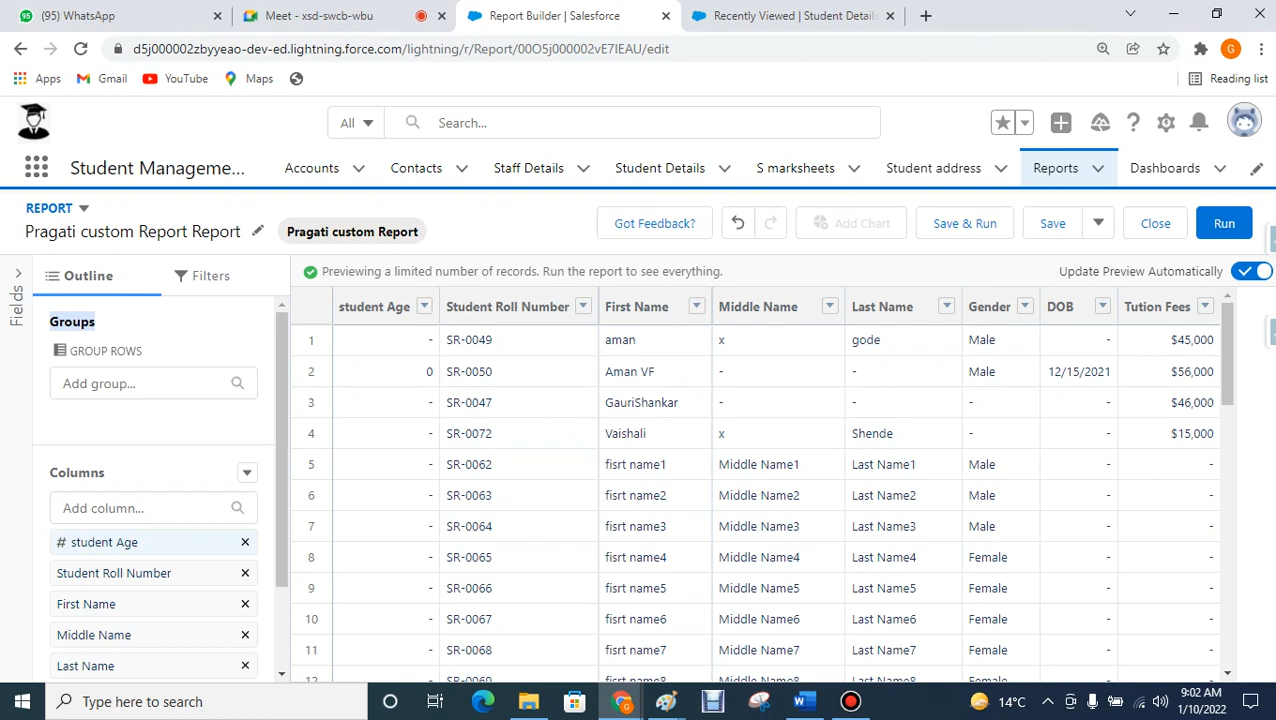 (95) WhatsApp
Meet - xsd-swcb-wbu
Report Builder | Salesforce
Recently Viewed | Student Details
d5j000002zbyyeao-dev-ed.lightning.force.com/lightning/r/Report/00O5j000002vE7IEAU/edit
G
Apps
Gmail
YouTube
Maps
Reading list
All
Search...
Student Manageme...
Accounts
Contacts
Staff Details
Student Details
S marksheets
Student address
Reports
Dashboards
REPORT
Pragati custom Report Report
Pragati custom Report
Got Feedback?
Add Chart
Save & Run
Save
Close
Run
Fields
Outline
Filters
Previewing a limited number of records. Run the report to see everything.
Update Preview Automatically
Groups
GROUP ROWS
Add group...
Columns
Add column...
# student Age
Student Roll Number
First Name
Middle Name
Last Name
student Age Student Roll Number First Name Middle Name Last Name Gender DOB Tution Fees
1 - SR-0049 aman x gode Male - $45,000
2 0 SR-0050 Aman VF - - Male 12/15/2021 $56,000
3 - SR-0047 GauriShankar - - - - $46,000
4 - SR-0072 Vaishali x Shende - - $15,000
5 - SR-0062 fisrt name1 Middle Name1 Last Name1 Male - -
6 - SR-0063 fisrt name2 Middle Name2 Last Name2 Male - -
7 - SR-0064 fisrt name3 Middle Name3 Last Name3 Male - -
8 - SR-0065 fisrt name4 Middle Name4 Last Name4 Female - -
9 - SR-0066 fisrt name5 Middle Name5 Last Name5 Female - -
10 - SR-0067 fisrt name6 Middle Name6 Last Name6 Female - -
11 - SR-0068 fisrt name7 Middle Name7 Last Name7 Female - -
12 - SR-0069 fisrt name8 Middle Name8 Last Name8 Female - -
Type here to search
14°C
9:02 AM
1/10/2022